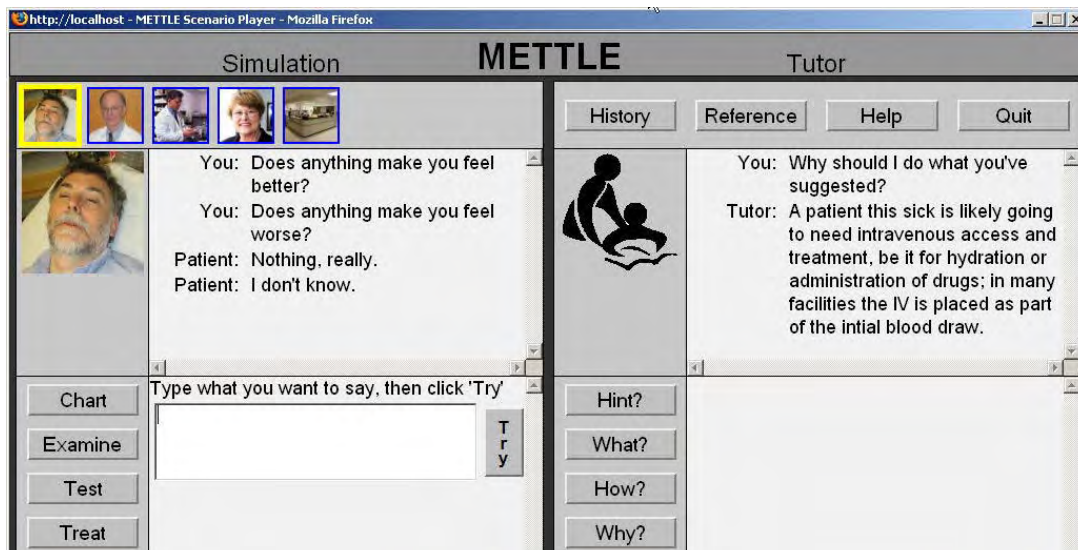 http://localhost - METTLE Scenario Player - Mozilla Firefox
Simulation METTLE Tutor
History Reference Help Quit
You: Does anything make you feel
better?
You: Does anything make you feel
worse?
Patient: Nothing, really.
Patient: I don't know.
You: Why should I do what you've
suggested?
Tutor: A patient this sick is likely going
to need intravenous access and
treatment, be it for hydration or
administration of drugs; in many
facilities the IV is placed as part
of the intial blood draw.
Chart
Examine
Test
Treat
Type what you want to say, then click 'Try'
Try
Hint?
What?
How?
Why?